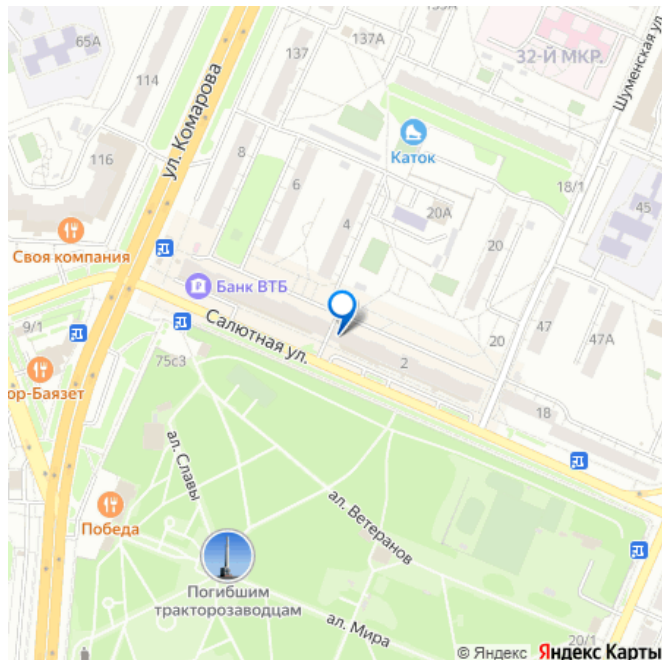 135А
65А
137
137А
32-Й МКР.
Шуменская ул.
114
ул. Комарова
Каток
116
8
6
18/1
4
20А
45
Своя компания
20
Банк ВТБ
9/1
Салютная ул.
47
20
47А
75с3
2
ор-Баязет
18
ал. Славы
ал. Ветеранов
Победа
Погибшим
тракторозаводцам
ал. Мира
20/1
© Яндекс Яндекс Карты